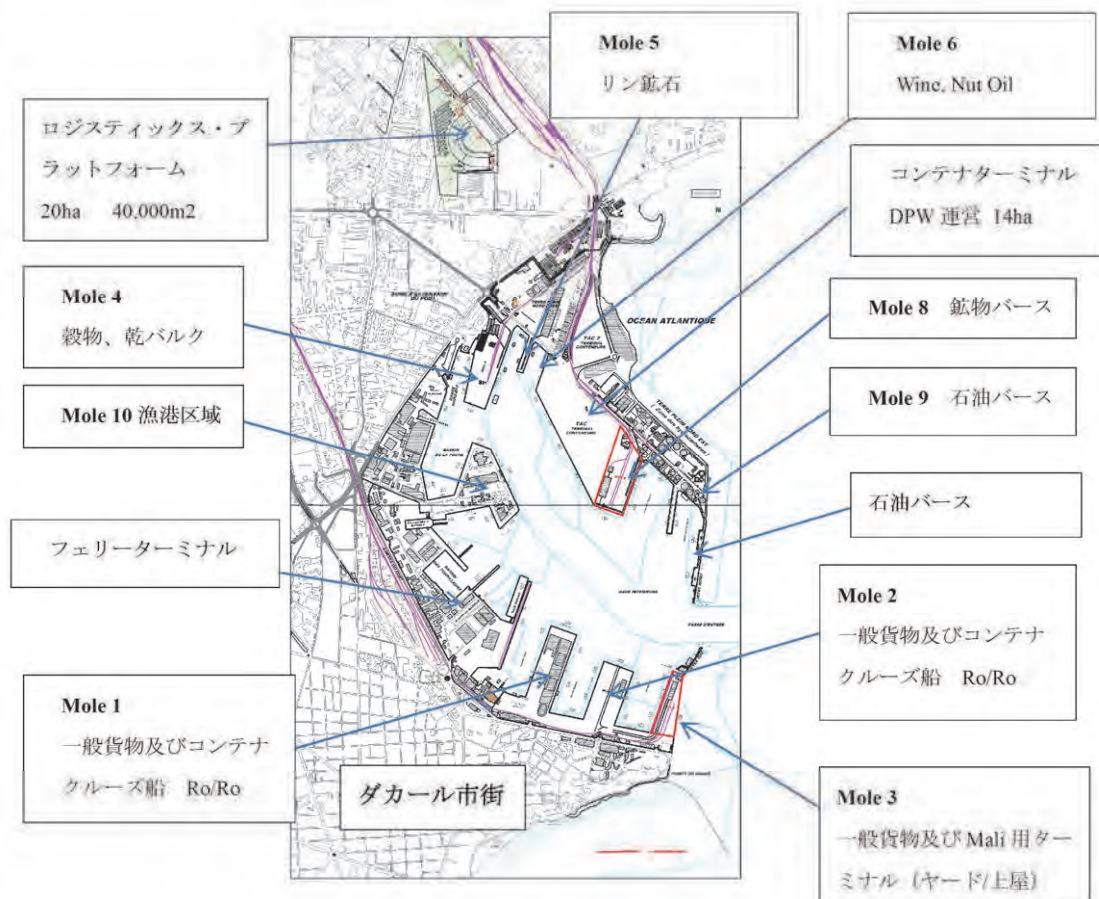 Mole 5
リン鉱石
Mole 6
Wine, Nut Oil
ロジスティックス・プ
ラットフォーム
20ha 40,000m2
コンテナターミナル
DPW 運営 14ha
Mole 4
穀物、乾バルク
Mole 8 鉱物バース
Mole 10 漁港区域
Mole 9 石油バース
石油バース
フェリーターミナル
Mole 2
一般貨物及びコンテナ
クルーズ船 Ro/Ro
Mole 1
一般貨物及びコンテナ
クルーズ船 Ro/Ro
ダカール市街
Mole 3
一般貨物及び Mali 用ター
ミナル（ヤード/上屋）
OCEAN ATLANTIQUE
TAC 2
TERMINAL
CONTENEURS
TAC
TERMINAL
CONTENEURS
N